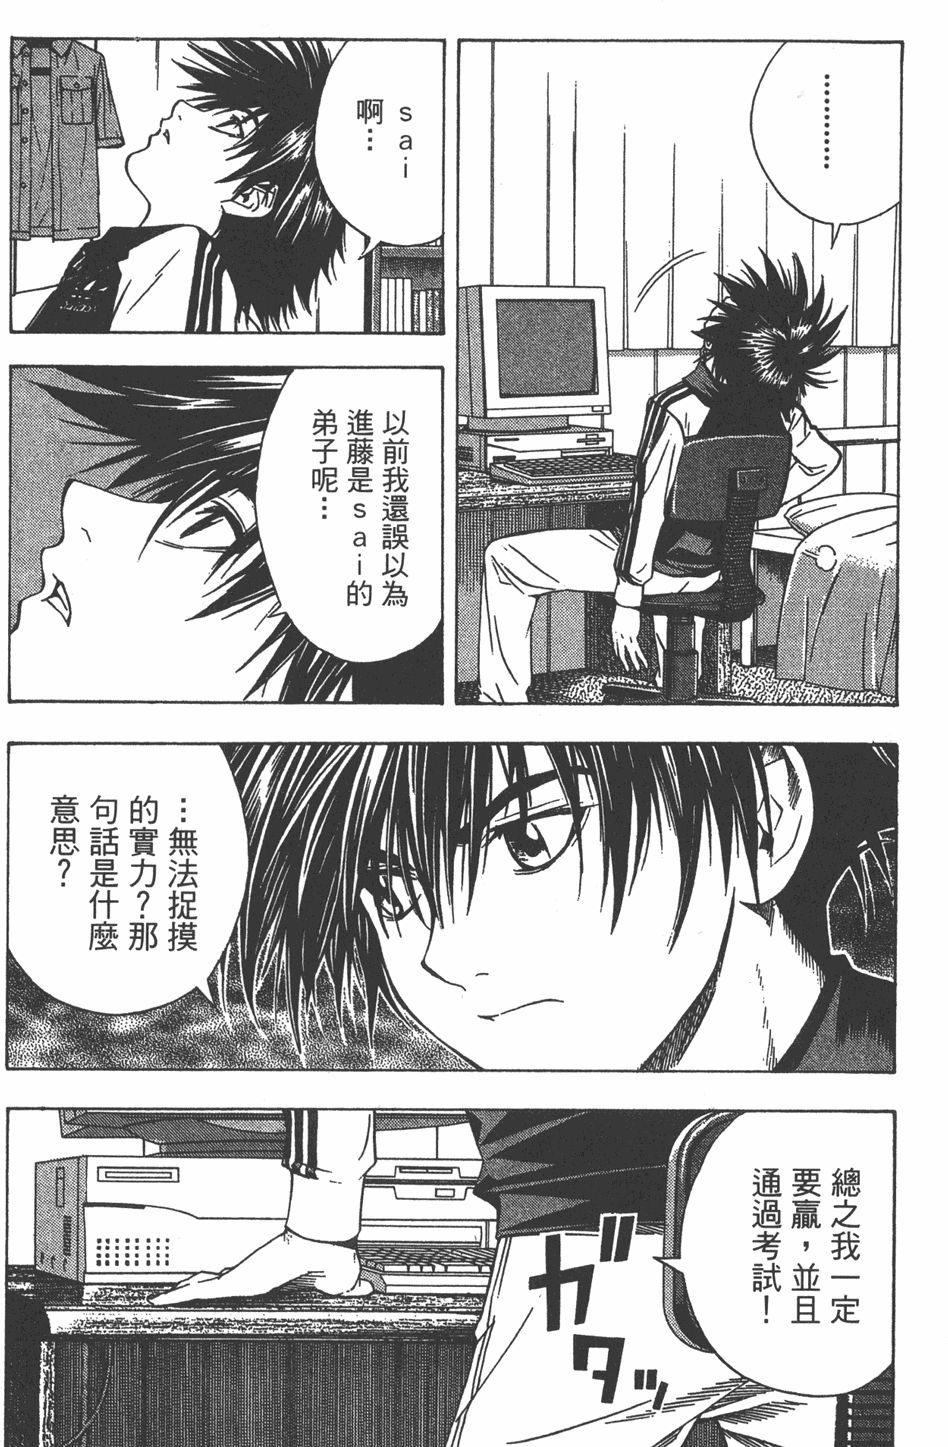 …………
sai
啊…
以前我還誤以為
進藤是sai的
弟子呢…
…無法捉摸
的實力？那
句話是什麼
意思？
總之我一定
要贏，並且
通過考試！
ガタッ